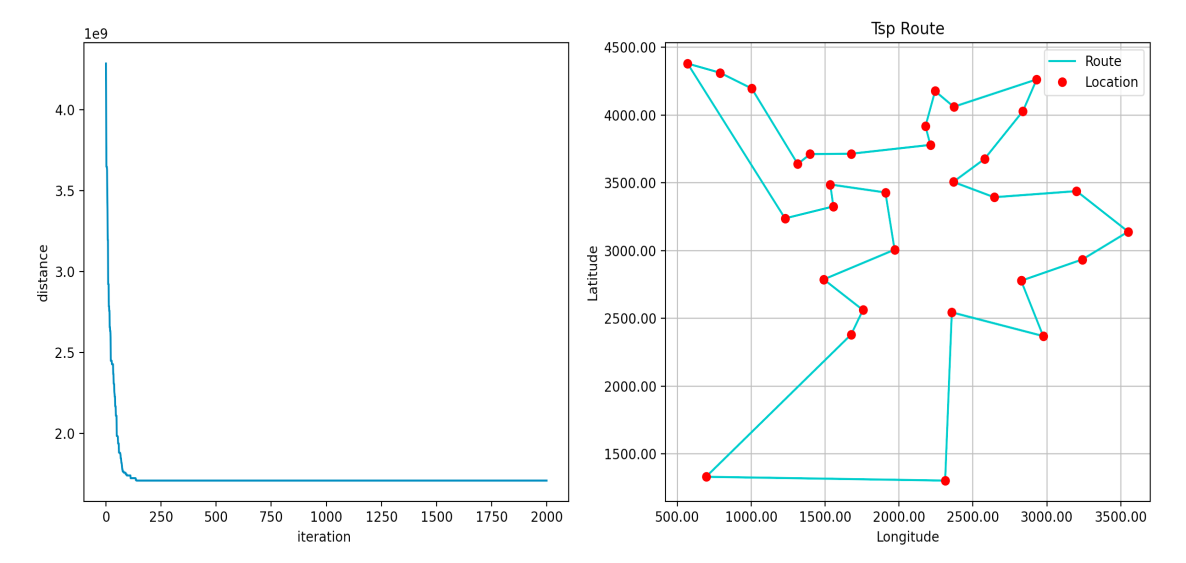 1e9
4.0
3.5
3.0
2.5
2.0
distance
0 250 500 750 1000 1250 1500 1750 2000
iteration
Tsp Route
4500.00
4000.00
3500.00
3000.00
2500.00
2000.00
1500.00
Latitude
Route
Location
500.00 1000.00 1500.00 2000.00 2500.00 3000.00 3500.00
Longitude